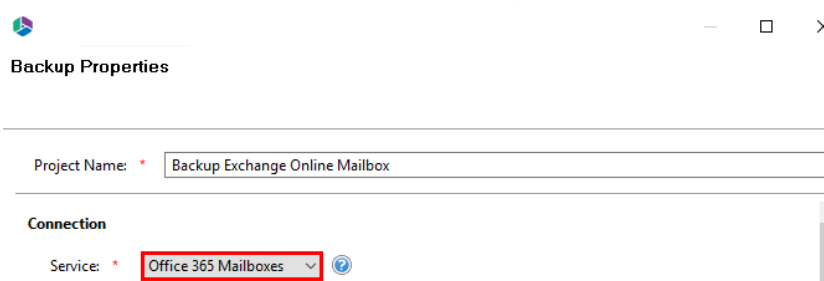 Backup Properties
Project Name: * Backup Exchange Online Mailbox
Connection
Service: * Office 365 Mailboxes ?